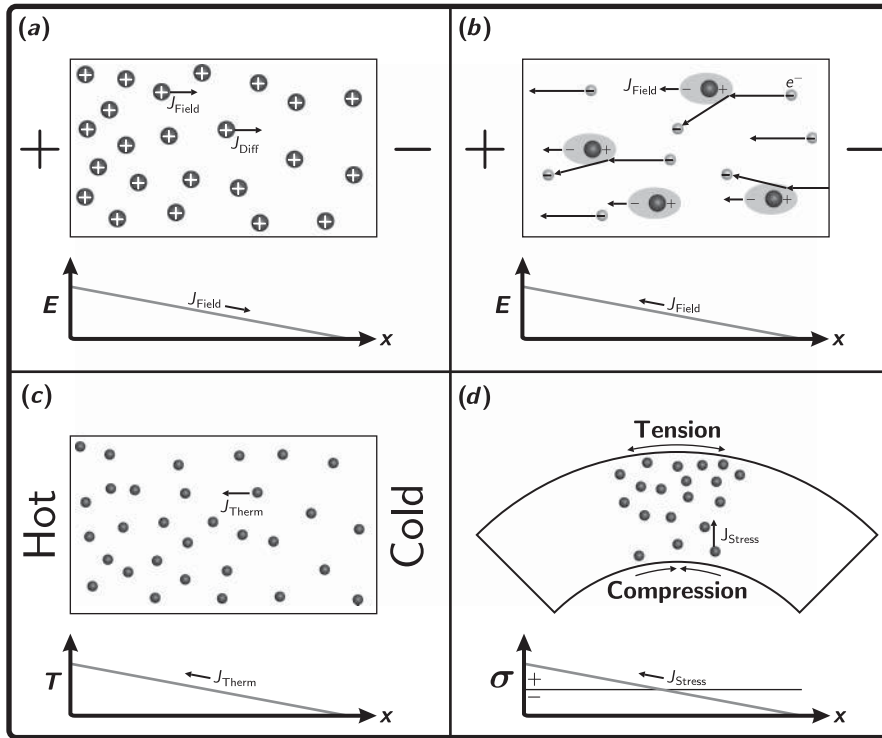 (a)
+
J_Field
J_Diff
−
E
J_Field
x
(b)
+
J_Field
e⁻
−
E
J_Field
x
(c)
Hot
J_Therm
Cold
T
J_Therm
x
(d)
Tension
J_Stress
Compression
σ
+
−
J_Stress
x